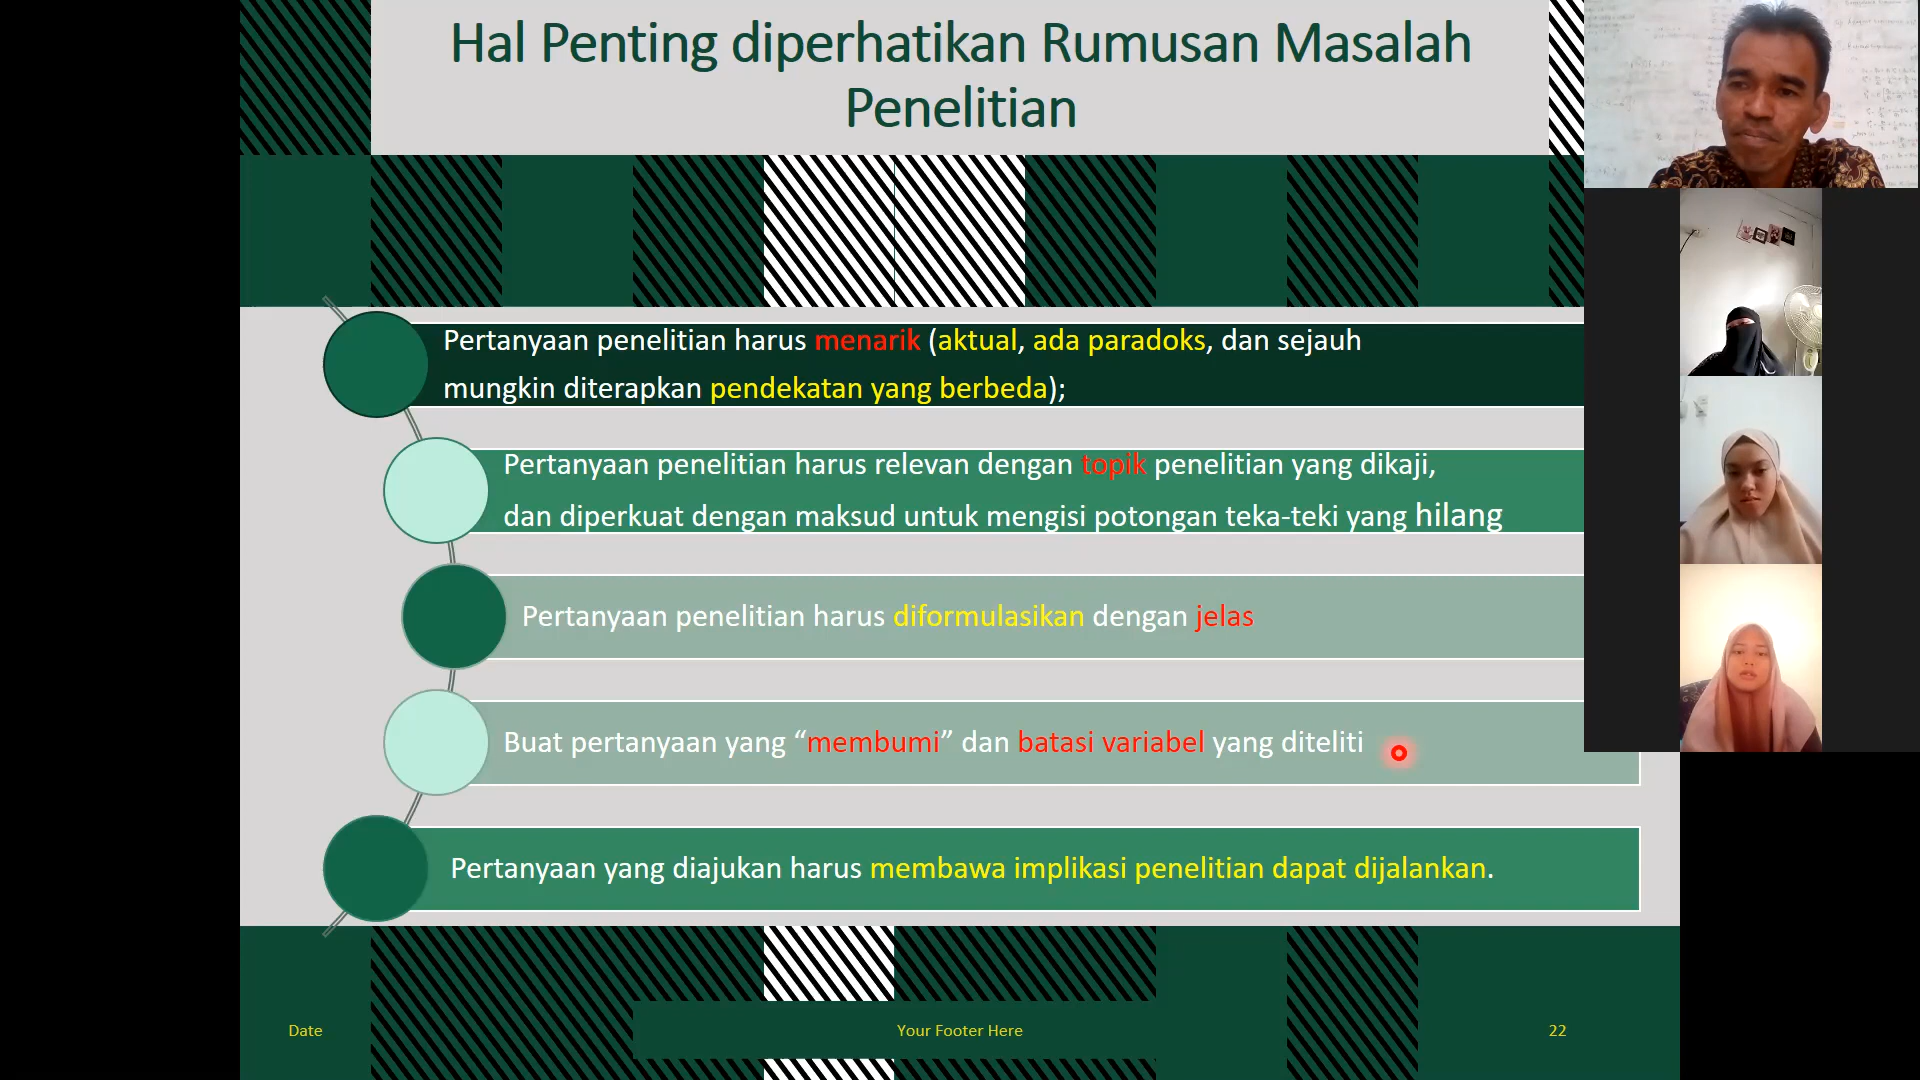 Hal Penting diperhatikan Rumusan Masalah
Penelitian
Pertanyaan penelitian harus menarik (aktual, ada paradoks, dan sejauh
mungkin diterapkan pendekatan yang berbeda);
Pertanyaan penelitian harus relevan dengan topik penelitian yang dikaji,
dan diperkuat dengan maksud untuk mengisi potongan teka-teki yang hilang
Pertanyaan penelitian harus diformulasikan dengan jelas
Buat pertanyaan yang “membumi” dan batasi variabel yang diteliti
Pertanyaan yang diajukan harus membawa implikasi penelitian dapat dijalankan.
Date
Your Footer Here
22